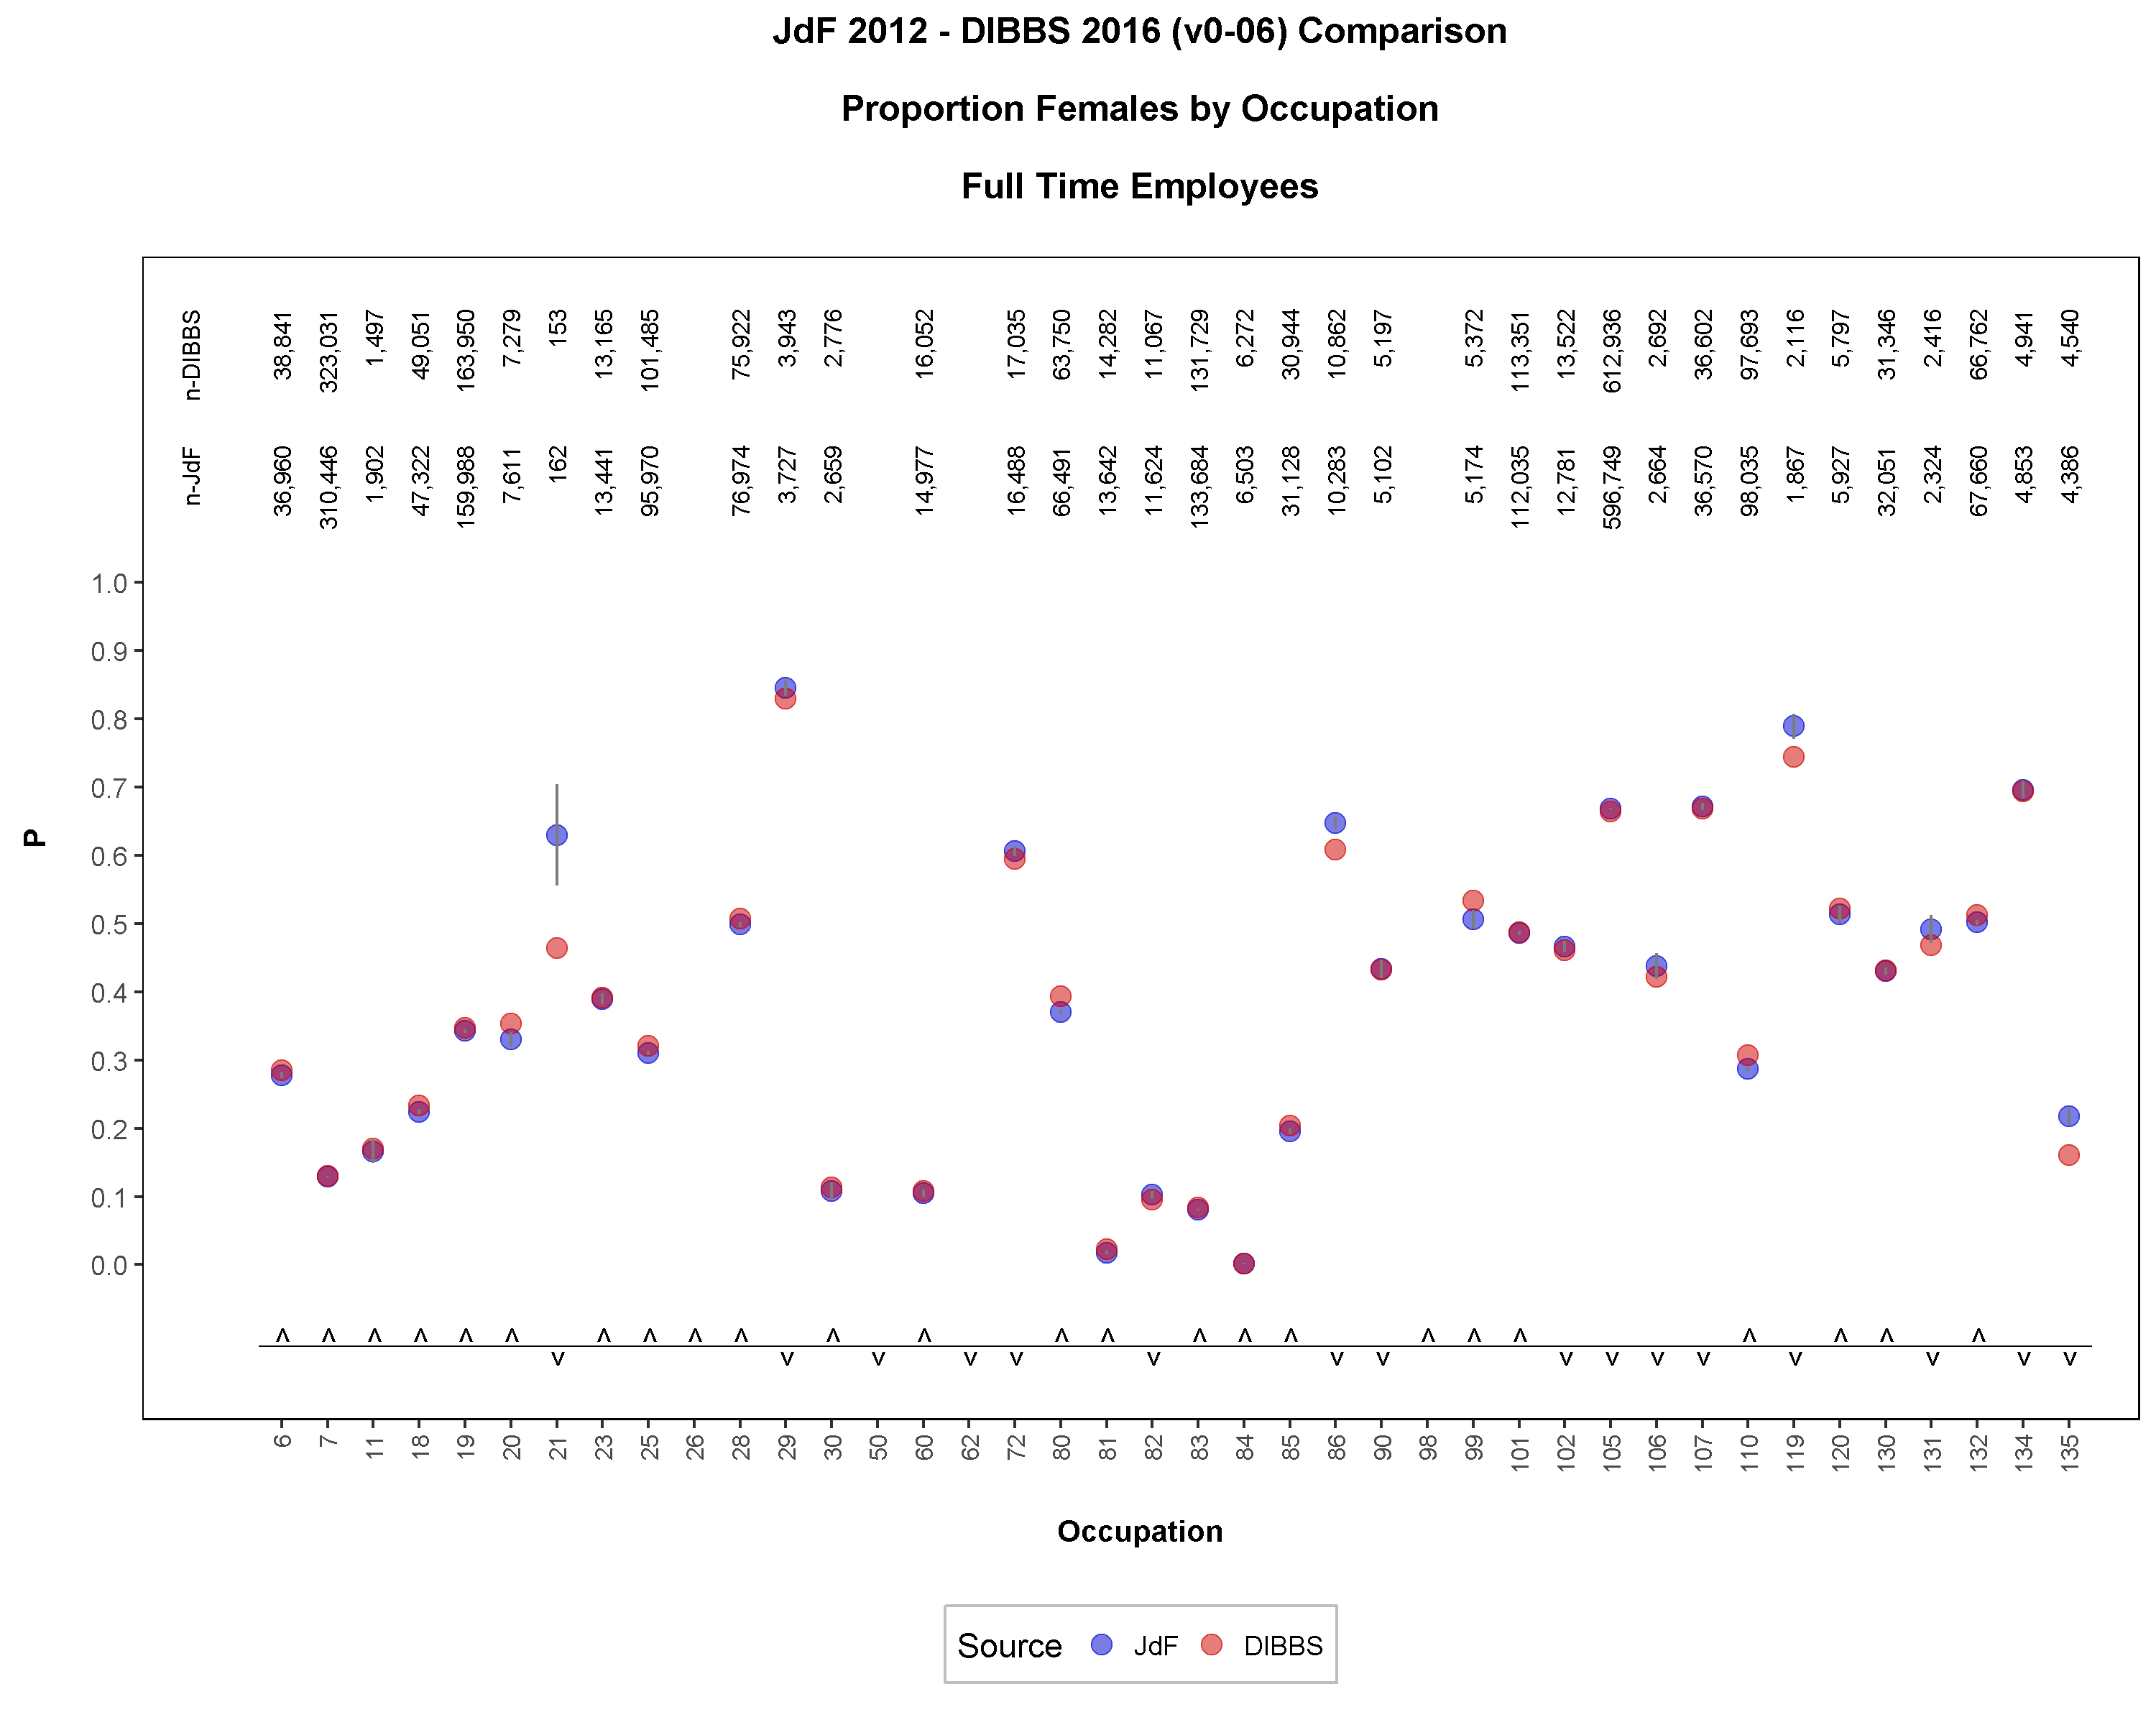 JdF 2012 - DIBBS 2016 (v0-06) Comparison
Proportion Females by Occupation
Full Time Employees
n-DIBBS 38,841 323,031 1,497 49,051 163,950 7,279 153 13,165 101,485 75,922 3,943 2,776 16,052 17,035 63,750 14,282 11,067 131,729 6,272 30,944 10,862 5,197 5,372 113,351 13,522 612,936 2,692 36,602 97,693 2,116 5,797 31,346 2,416 66,762 4,941 4,540
n-JdF 36,960 310,446 1,902 47,322 159,988 7,611 162 13,441 95,970 76,974 3,727 2,659 14,977 16,488 66,491 13,642 11,624 133,684 6,503 31,128 10,283 5,102 5,174 112,035 12,781 596,749 2,664 36,570 98,035 1,867 5,927 32,051 2,324 67,660 4,853 4,386
1.0
0.9
0.8
0.7
0.6
0.5
0.4
0.3
0.2
0.1
0.0
P
^ ^ ^ ^ ^ ^ ^ ^ ^ ^ ^ ^ ^ ^ ^ ^ ^ ^ ^ ^ ^ ^ ^ ^
v v v v v v v v v v v v v v v v
6 7 11 18 19 20 21 23 25 26 28 29 30 50 60 62 72 80 81 82 83 84 85 86 90 98 99 101 102 105 106 107 110 119 120 130 131 132 134 135
Occupation
Source JdF DIBBS